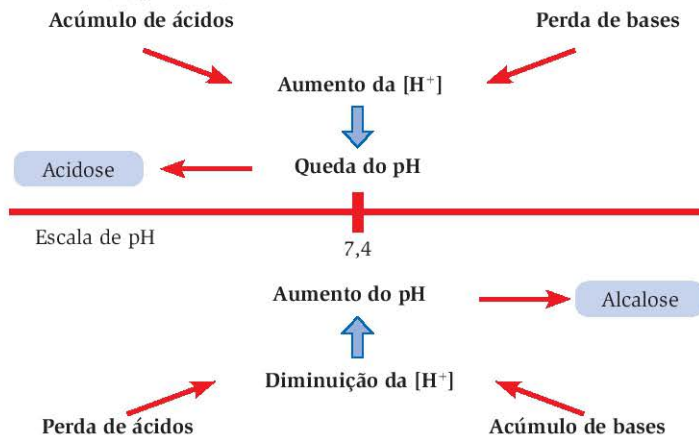 Acúmulo de ácidos
Perda de bases
Aumento da [H⁺]
Queda do pH
Acidose
Escala de pH
7,4
Aumento do pH
Alcalose
Diminuição da [H⁺]
Perda de ácidos
Acúmulo de bases